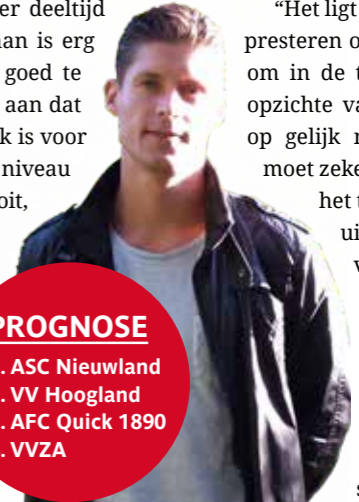 er deeltijd
an is erg
goed te
aan dat
k is voor
niveau
oit,
“Het ligt
presteren o
om in de t
opzichte va
op gelijk
moet zeke
het t
ui
v
s
PROGNOSE
. ASC Nieuwland
. VV Hoogland
. AFC Quick 1890
. VVZA